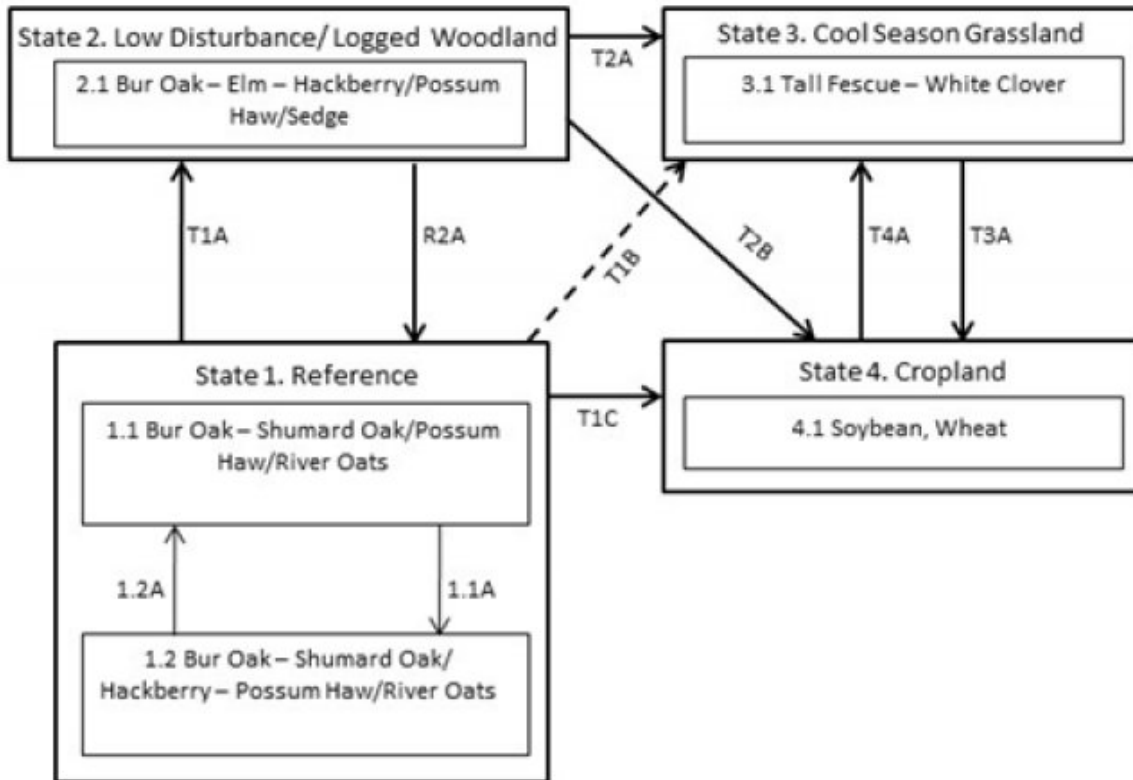 State 2. Low Disturbance/ Logged Woodland
2.1 Bur Oak – Elm – Hackberry/Possum
Haw/Sedge
T2A
State 3. Cool Season Grassland
3.1 Tall Fescue – White Clover
T1A
R2A
T1B
T2B
T4A
T3A
State 1. Reference
1.1 Bur Oak – Shumard Oak/Possum
Haw/River Oats
T1C
State 4. Cropland
4.1 Soybean, Wheat
1.2A
1.1A
1.2 Bur Oak – Shumard Oak/
Hackberry – Possum Haw/River Oats